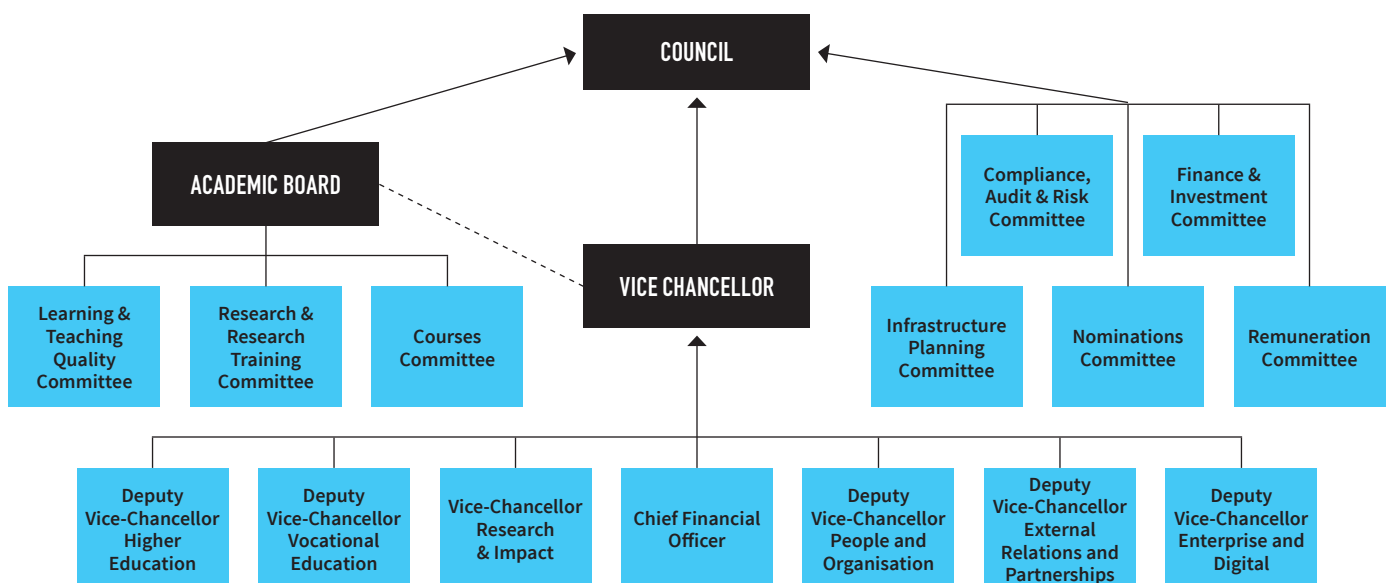 COUNCIL
ACADEMIC BOARD
Compliance,
Audit & Risk
Committee
Finance &
Investment
Committee
VICE CHANCELLOR
Learning &
Teaching
Quality
Committee
Research &
Research
Training
Committee
Courses
Committee
Infrastructure
Planning
Committee
Nominations
Committee
Remuneration
Committee
Deputy
Vice-Chancellor
Higher
Education
Deputy
Vice-Chancellor
Vocational
Education
Vice-Chancellor
Research
& Impact
Chief Financial
Officer
Deputy
Vice-Chancellor
People and
Organisation
Deputy
Vice-Chancellor
External
Relations and
Partnerships
Deputy
Vice-Chancellor
Enterprise and
Digital